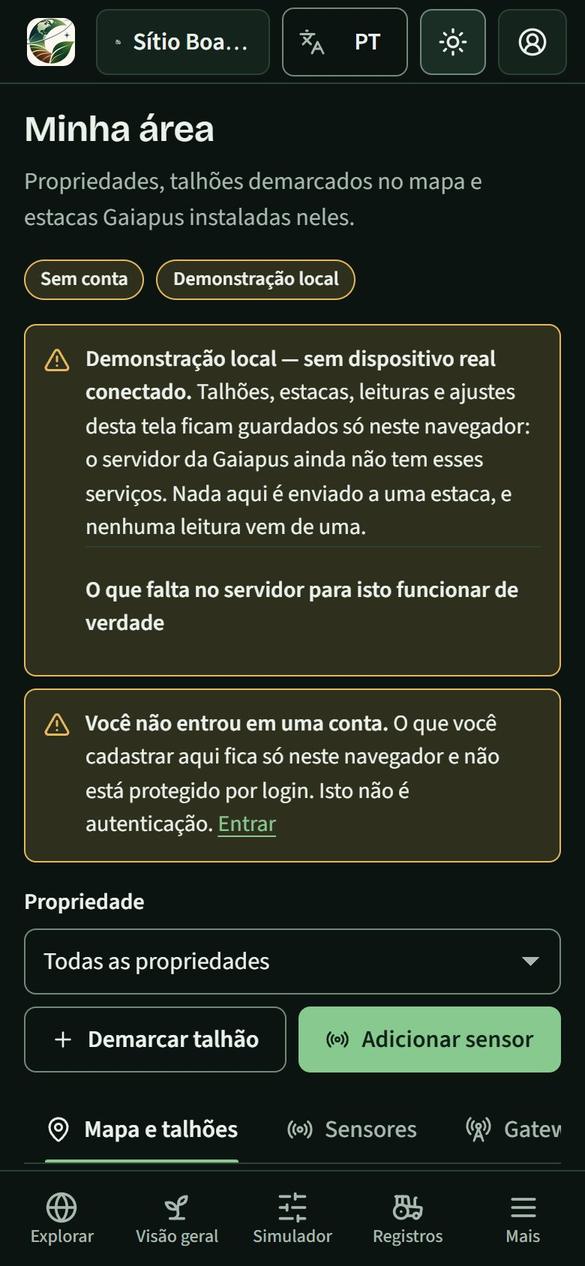 Sítio Boa…
PT
Minha área
Propriedades, talhões demarcados no mapa e
estacas Gaiapus instaladas neles.
Sem conta
Demonstração local
Demonstração local — sem dispositivo real
conectado. Talhões, estacas, leituras e ajustes
desta tela ficam guardados só neste navegador:
o servidor da Gaiapus ainda não tem esses
serviços. Nada aqui é enviado a uma estaca, e
nenhuma leitura vem de uma.
O que falta no servidor para isto funcionar de
verdade
Você não entrou em uma conta. O que você
cadastrar aqui fica só neste navegador e não
está protegido por login. Isto não é
autenticação. Entrar
Propriedade
Todas as propriedades
Demarcar talhão
Adicionar sensor
Mapa e talhões
Sensores
Gatew
Explorar
Visão geral
Simulador
Registros
Mais